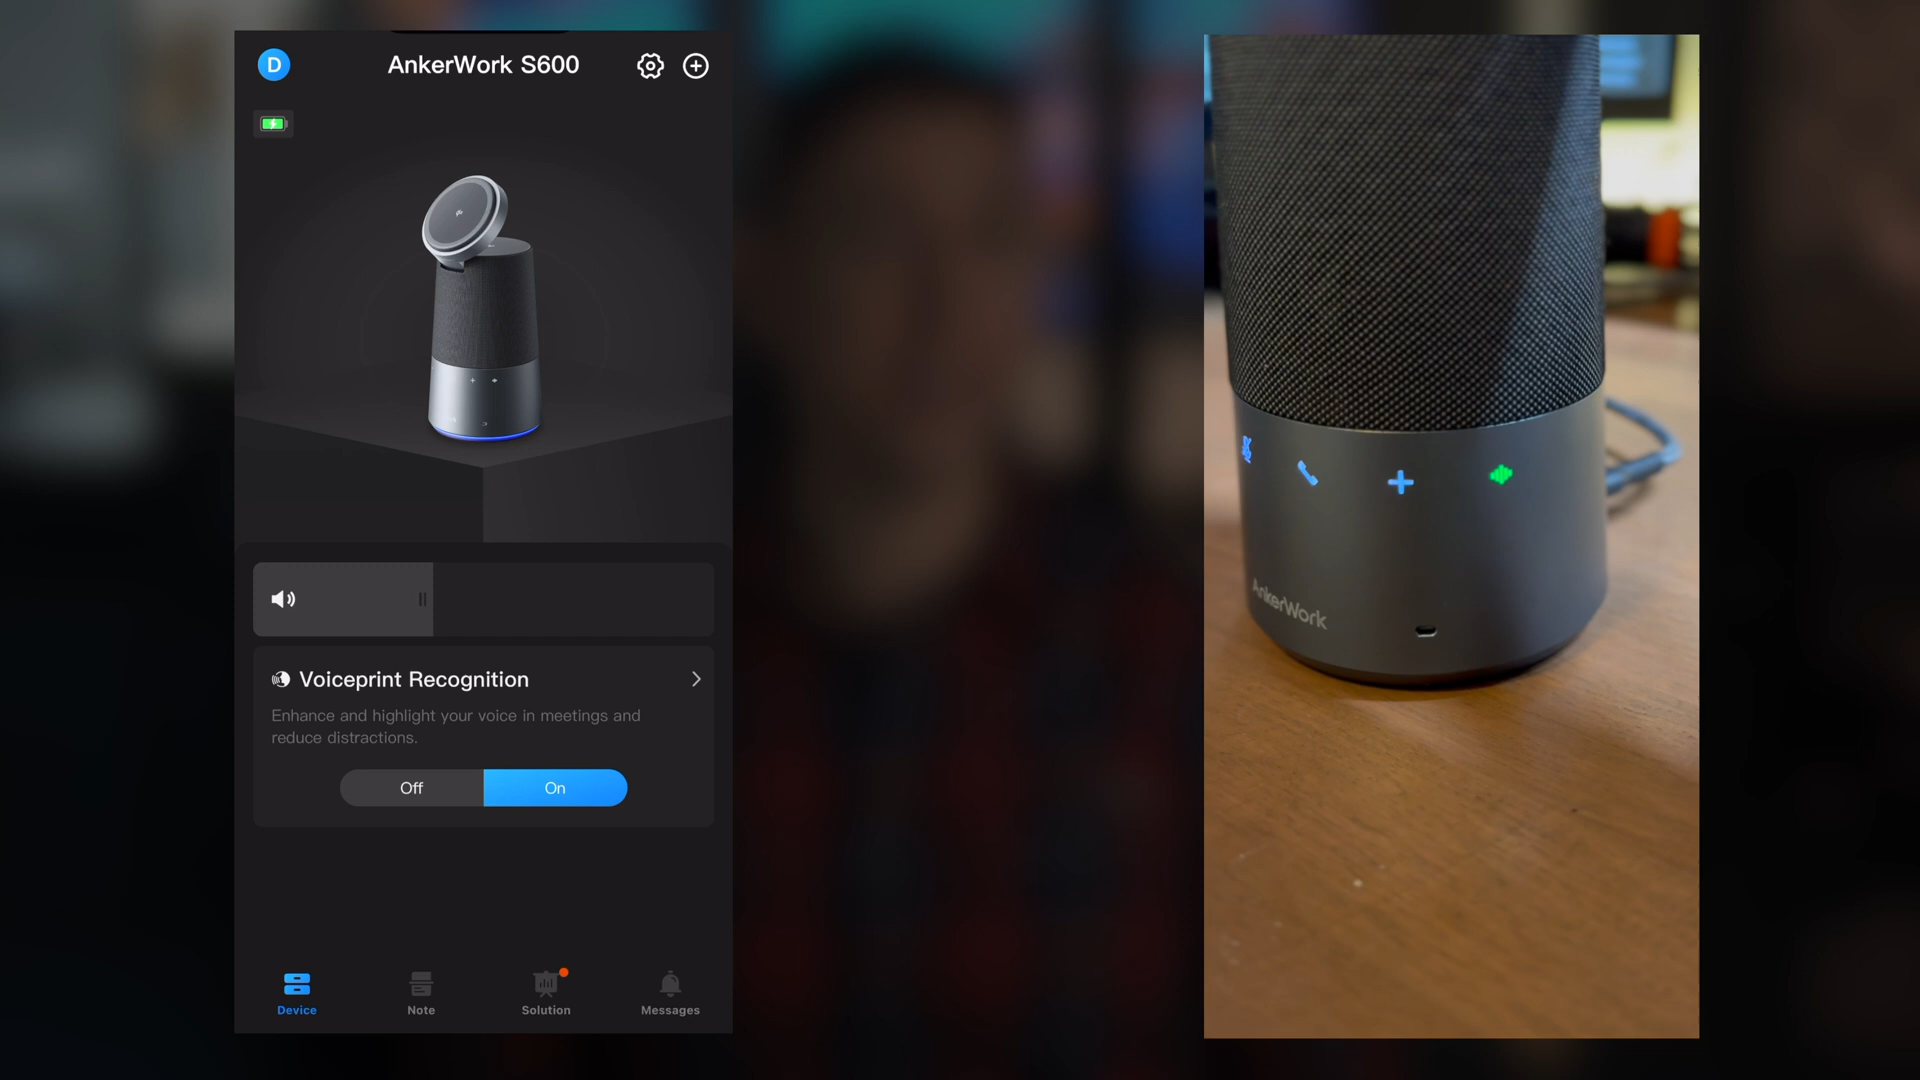 D
AnkerWork S600
Voiceprint Recognition
Enhance and highlight your voice in meetings and
reduce distractions.
Off
On
Device
Note
Solution
Messages
AnkerWork